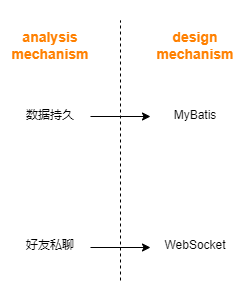 analysis
mechanism
design
mechanism
数据持久
MyBatis
好友私聊
WebSocket